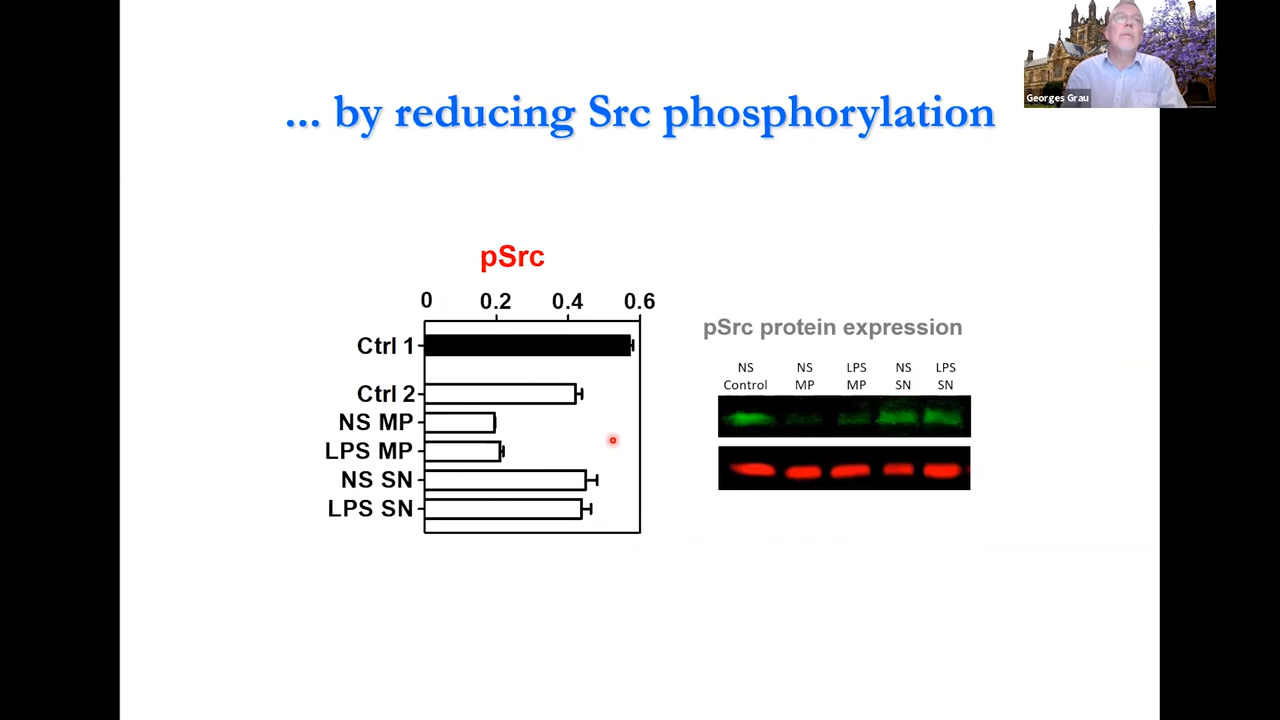 Georges Grau
... by reducing Src phosphorylation
pSrc
0 0.2 0.4 0.6
Ctrl 1
Ctrl 2
NS MP
LPS MP
NS SN
LPS SN
pSrc protein expression
NS NS LPS NS LPS
Control MP MP SN SN